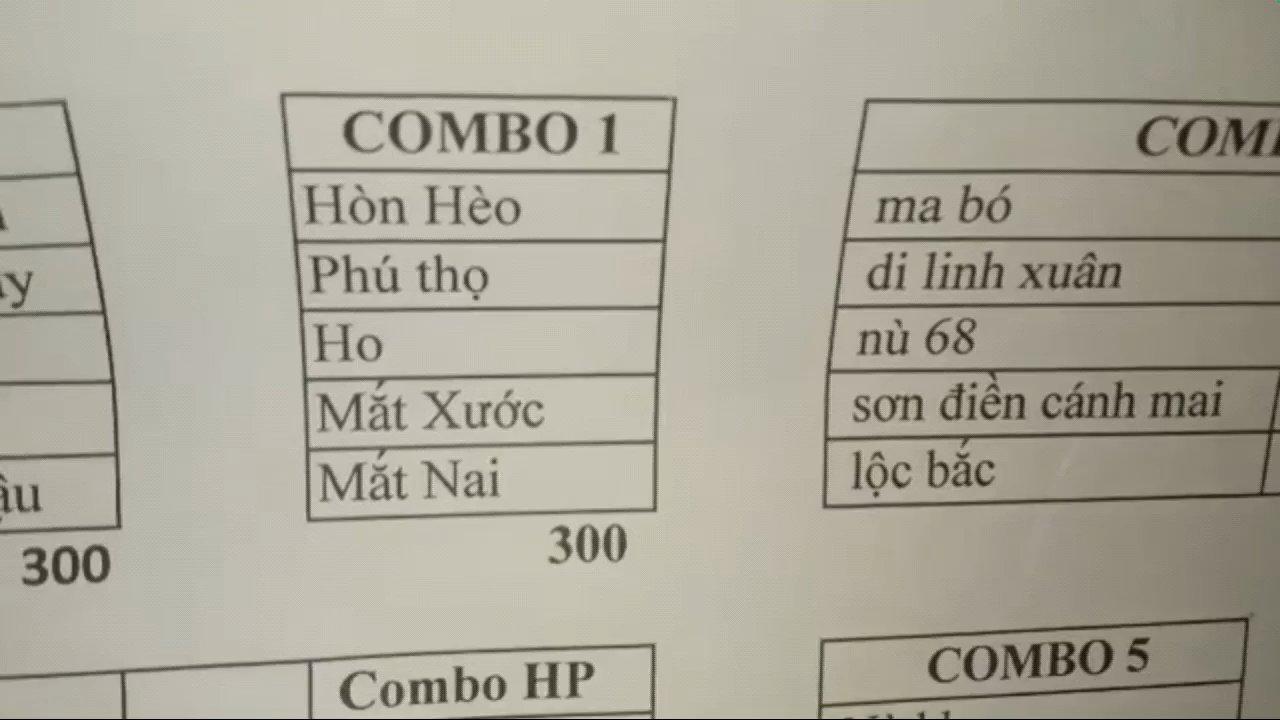 COMBO 1
Hòn Hèo
Phú thọ
Ho
Mắt Xước
Mắt Nai
300
300
ma bó
di linh xuân
nù 68
sơn điền cánh mai
lộc bắc
Combo HP
COMBO 5